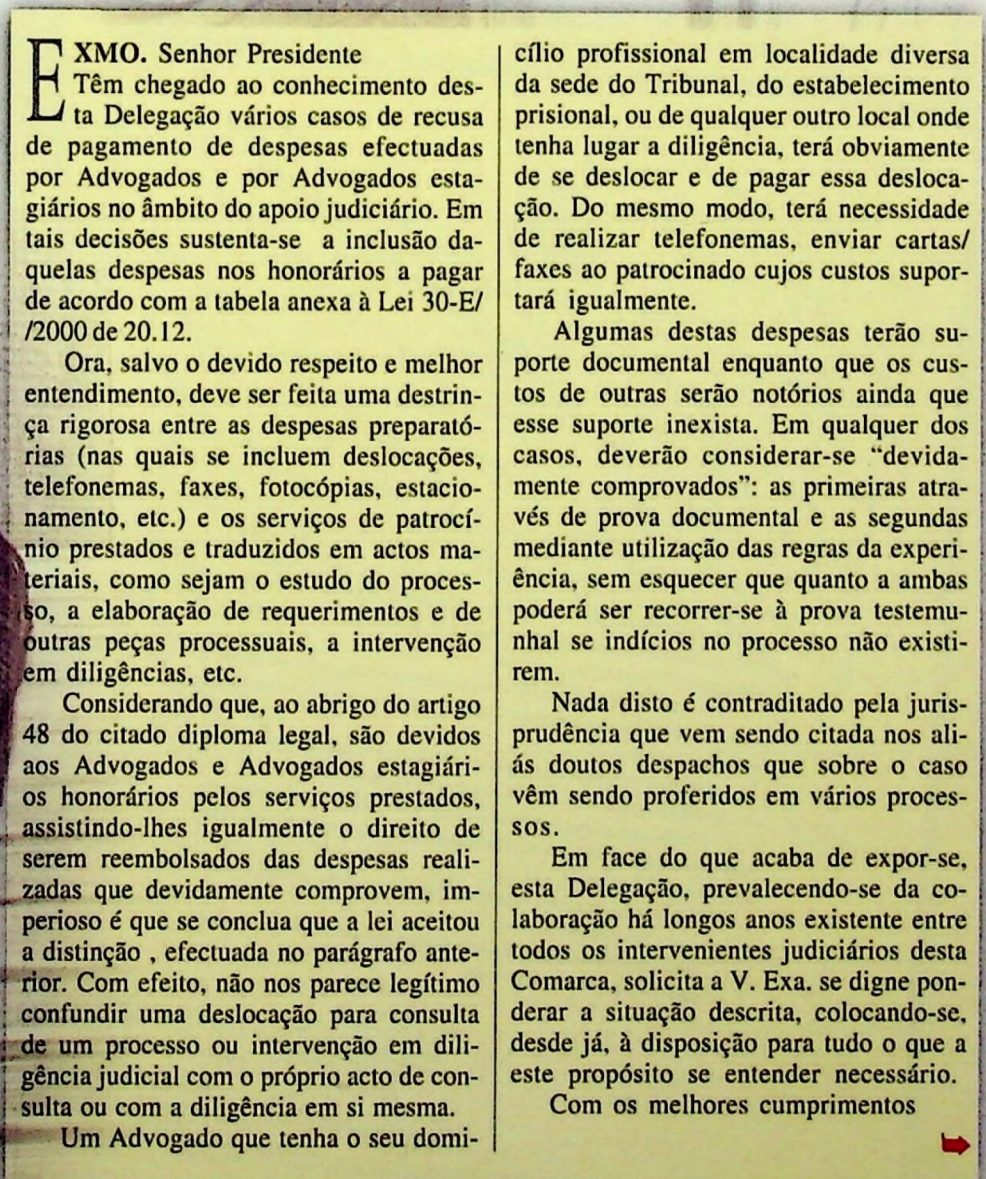 EXMO. Senhor Presidente
Têm chegado ao conhecimento des-
ta Delegação vários casos de recusa
de pagamento de despesas efectuadas
por Advogados e por Advogados esta-
giários no âmbito do apoio judiciário. Em
tais decisões sustenta-se a inclusão da-
quelas despesas nos honorários a pagar
de acordo com a tabela anexa à Lei 30-E/
/2000 de 20.12.
Ora, salvo o devido respeito e melhor
entendimento, deve ser feita uma destrin-
ça rigorosa entre as despesas preparató-
rias (nas quais se incluem deslocações,
telefonemas, faxes, fotocópias, estacio-
namento, etc.) e os serviços de patrocí-
nio prestados e traduzidos em actos ma-
teriais, como sejam o estudo do proces-
so, a elaboração de requerimentos e de
outras peças processuais, a intervenção
em diligências, etc.
Considerando que, ao abrigo do artigo
48 do citado diploma legal, são devidos
aos Advogados e Advogados estagiári-
os honorários pelos serviços prestados,
assistindo-lhes igualmente o direito de
serem reembolsados das despesas reali-
zadas que devidamente comprovem, im-
perioso é que se conclua que a lei aceitou
a distinção , efectuada no parágrafo ante-
rior. Com efeito, não nos parece legítimo
confundir uma deslocação para consulta
de um processo ou intervenção em dili-
gência judicial com o próprio acto de con-
sulta ou com a diligência em si mesma.
Um Advogado que tenha o seu domi-
cílio profissional em localidade diversa
da sede do Tribunal, do estabelecimento
prisional, ou de qualquer outro local onde
tenha lugar a diligência, terá obviamente
de se deslocar e de pagar essa desloca-
ção. Do mesmo modo, terá necessidade
de realizar telefonemas, enviar cartas/
faxes ao patrocinado cujos custos supor-
tará igualmente.
Algumas destas despesas terão su-
porte documental enquanto que os cus-
tos de outras serão notórios ainda que
esse suporte inexista. Em qualquer dos
casos, deverão considerar-se “devida-
mente comprovados”: as primeiras atra-
vés de prova documental e as segundas
mediante utilização das regras da experi-
ência, sem esquecer que quanto a ambas
poderá ser recorrer-se à prova testemu-
nhal se indícios no processo não existi-
rem.
Nada disto é contraditado pela juris-
prudência que vem sendo citada nos ali-
ás doutos despachos que sobre o caso
vêm sendo proferidos em vários proces-
sos.
Em face do que acaba de expor-se,
esta Delegação, prevalecendo-se da co-
laboração há longos anos existente entre
todos os intervenientes judiciários desta
Comarca, solicita a V. Exa. se digne pon-
derar a situação descrita, colocando-se,
desde já, à disposição para tudo o que a
este propósito se entender necessário.
Com os melhores cumprimentos